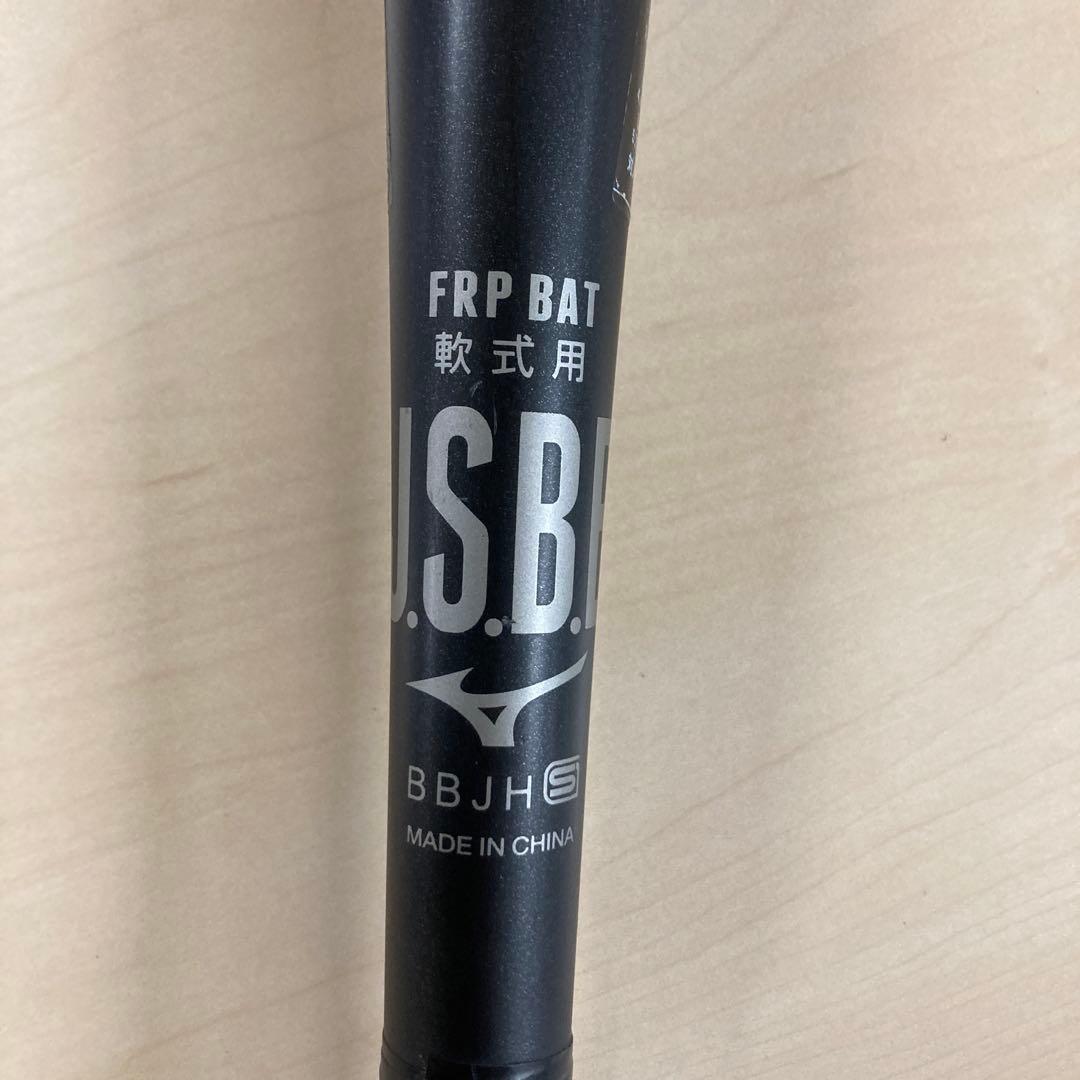 FRP BAT
軟式用
J.S.B.B
BBJH S
MADE IN CHINA